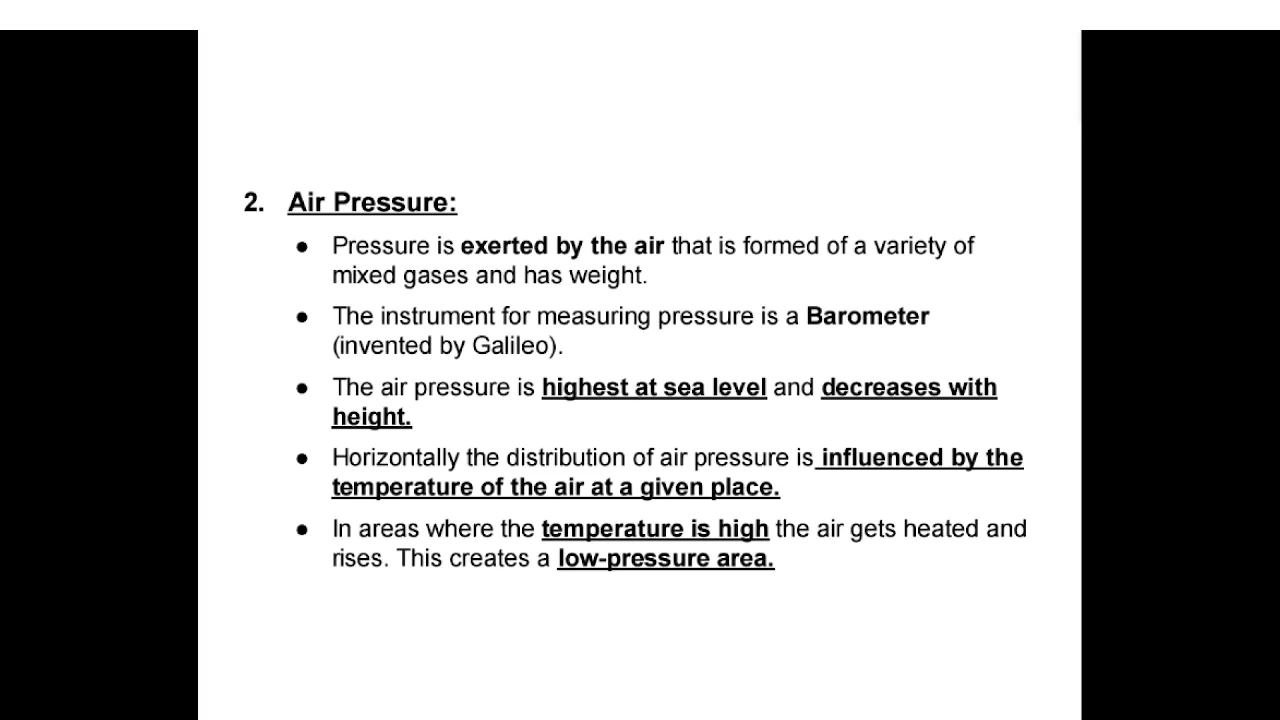 2. Air Pressure:
● Pressure is exerted by the air that is formed of a variety of
mixed gases and has weight.
● The instrument for measuring pressure is a Barometer
(invented by Galileo).
● The air pressure is highest at sea level and decreases with
height.
● Horizontally the distribution of air pressure is influenced by the
temperature of the air at a given place.
● In areas where the temperature is high the air gets heated and
rises. This creates a low-pressure area.